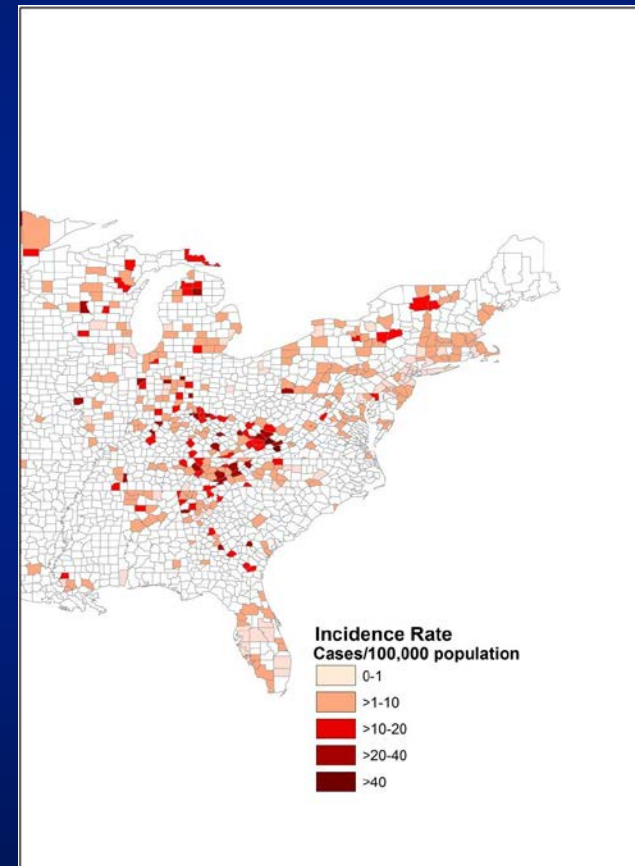 Incidence Rate
Cases/100,000 population
0-1
>1-10
>10-20
>20-40
>40